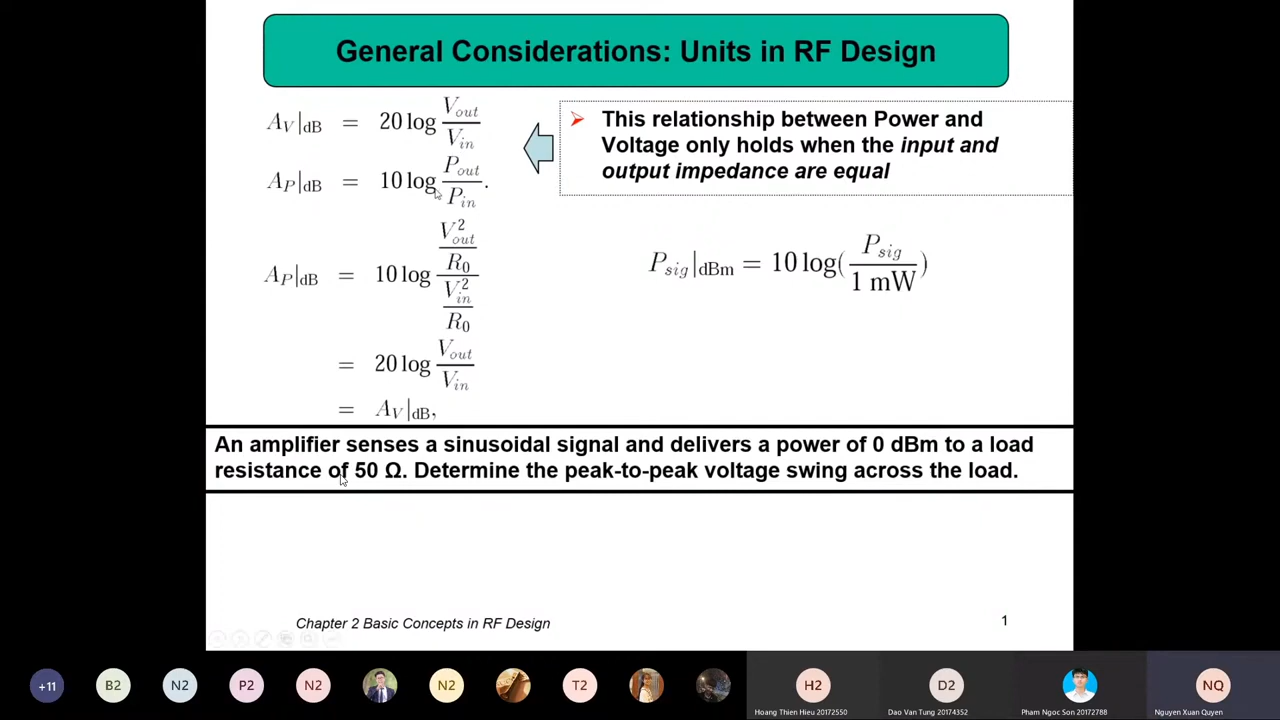 General Considerations: Units in RF Design
A_V|dB = 20 log V_out / V_in
A_P|dB = 10 log P_out / P_in.
A_P|dB = 10 log (V²_out / R₀) / (V²_in / R₀)
= 20 log V_out / V_in
= A_V|dB,
➢ This relationship between Power and
Voltage only holds when the input and
output impedance are equal
P_sig|dBm = 10 log( P_sig / 1 mW )
An amplifier senses a sinusoidal signal and delivers a power of 0 dBm to a load
resistance of 50 Ω. Determine the peak-to-peak voltage swing across the load.
Chapter 2 Basic Concepts in RF Design
1
+11
B2
N2
P2
N2
N2
T2
H2
D2
NQ
Hoang Thien Hieu 20172550
Dao Van Tung 20174352
Pham Ngoc Son 20172788
Nguyen Xuan Quyen